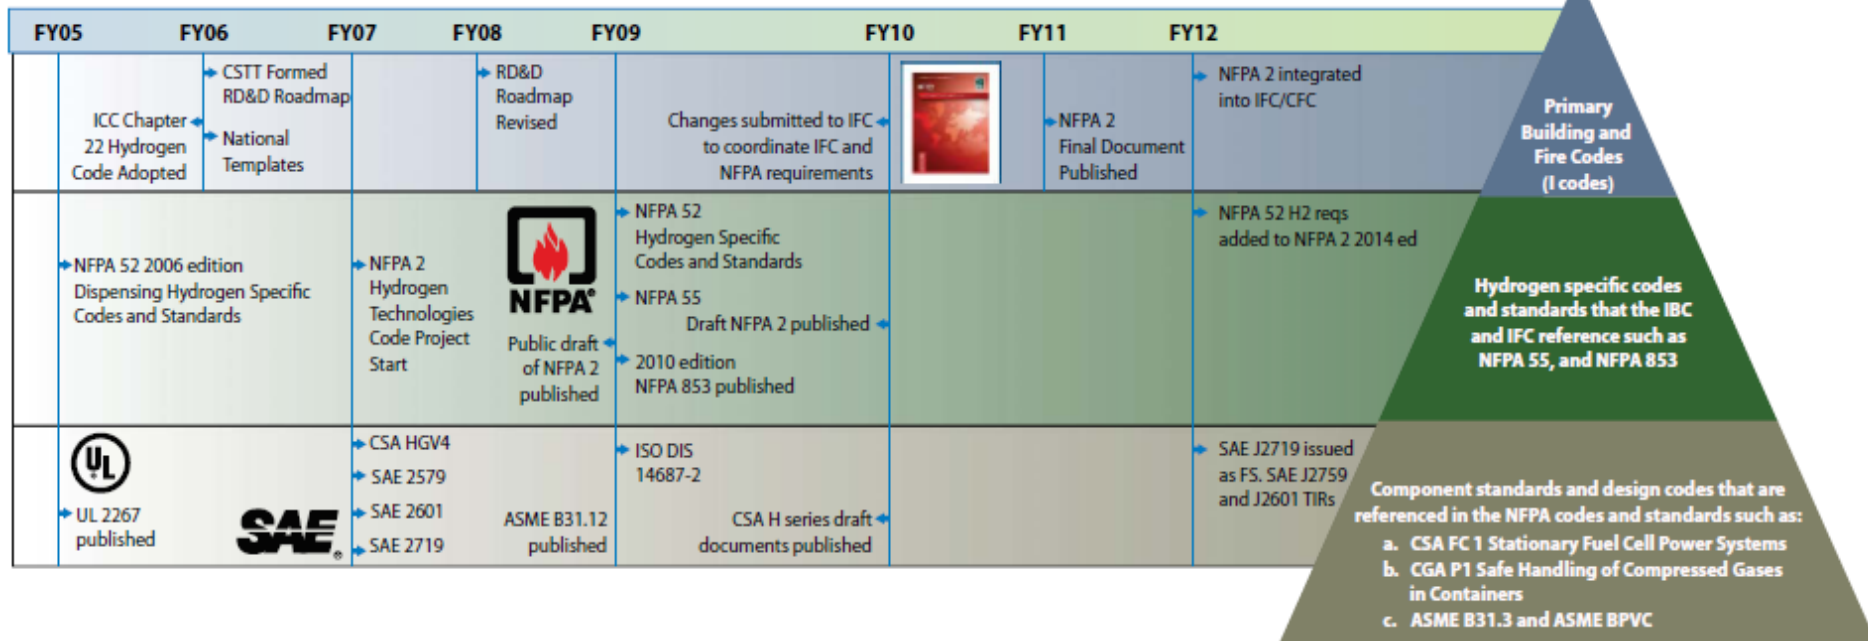 FY05 FY06 FY07 FY08 FY09 FY10 FY11 FY12
ICC Chapter
22 Hydrogen
Code Adopted
CSTT Formed
RD&D Roadmap
National
Templates
RD&D
Roadmap
Revised
Changes submitted to IFC
to coordinate IFC and
NFPA requirements
NFPA 2
Final Document
Published
NFPA 2 integrated
into IFC/CFC
Primary
Building and
Fire Codes
(I codes)
NFPA 52 2006 edition
Dispensing Hydrogen Specific
Codes and Standards
NFPA 2
Hydrogen
Technologies
Code Project
Start
NFPA®
Public draft
of NFPA 2
published
NFPA 52
Hydrogen Specific
Codes and Standards
NFPA 55
Draft NFPA 2 published
2010 edition
NFPA 853 published
NFPA 52 H2 reqs
added to NFPA 2 2014 ed
Hydrogen specific codes
and standards that the IBC
and IFC reference such as
NFPA 55, and NFPA 853
UL
UL 2267
published
SAE®
CSA HGV4
SAE 2579
SAE 2601
SAE 2719
ASME B31.12
published
ISO DIS
14687-2
CSA H series draft
documents published
SAE J2719 issued
as FS. SAE J2759
and J2601 TIRs
Component standards and design codes that are
referenced in the NFPA codes and standards such as:
a. CSA FC 1 Stationary Fuel Cell Power Systems
b. CGA P1 Safe Handling of Compressed Gases
in Containers
c. ASME B31.3 and ASME BPVC